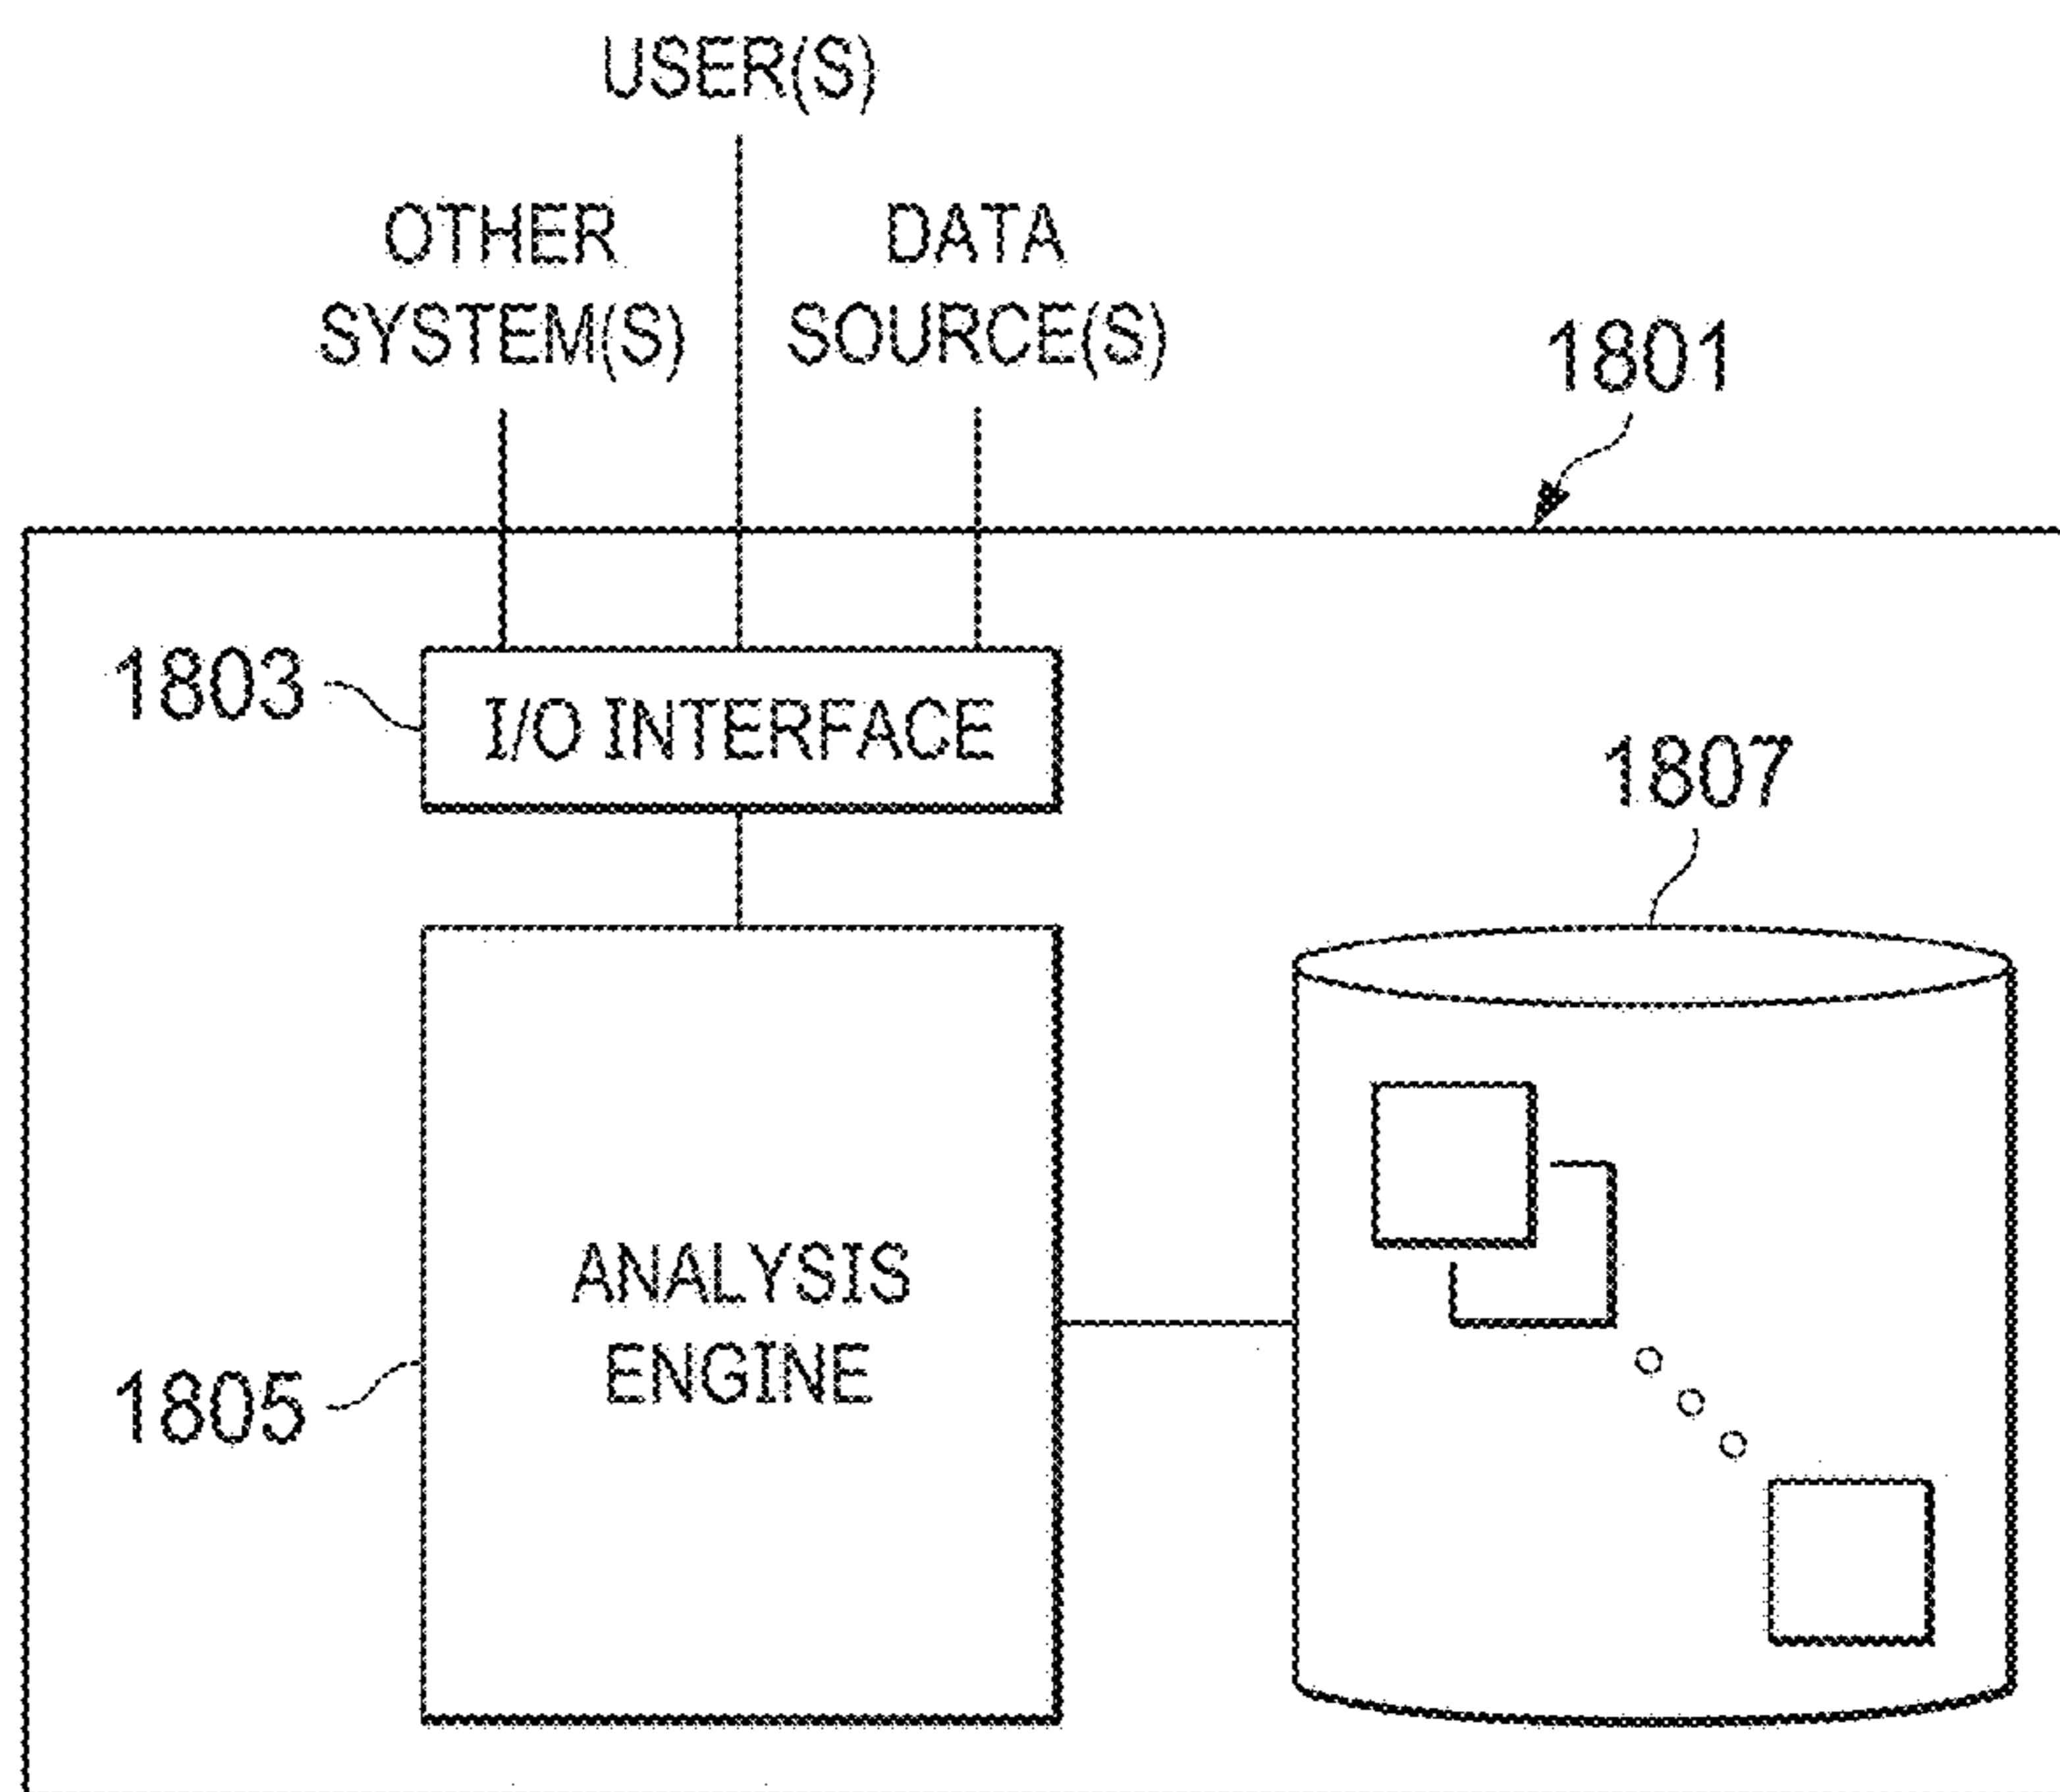 USER(S)
OTHER
SYSTEM(S)
DATA
SOURCE(S)
1801
1803
I/O INTERFACE
1807
ANALYSIS
ENGINE
1805